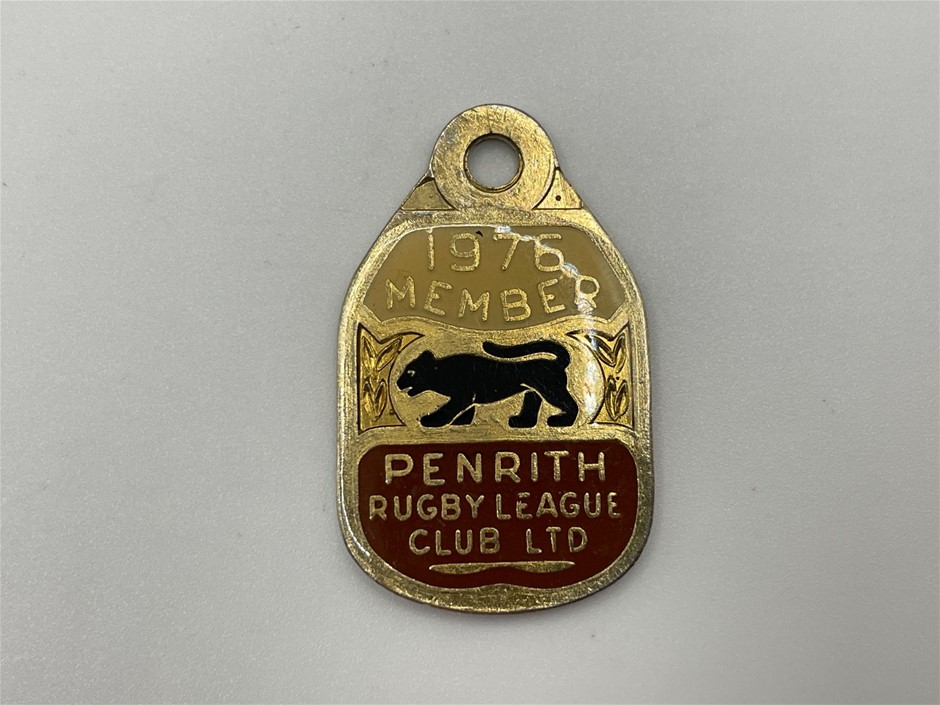 1976
MEMBER
PENRITH
RUGBY LEAGUE
CLUB LTD